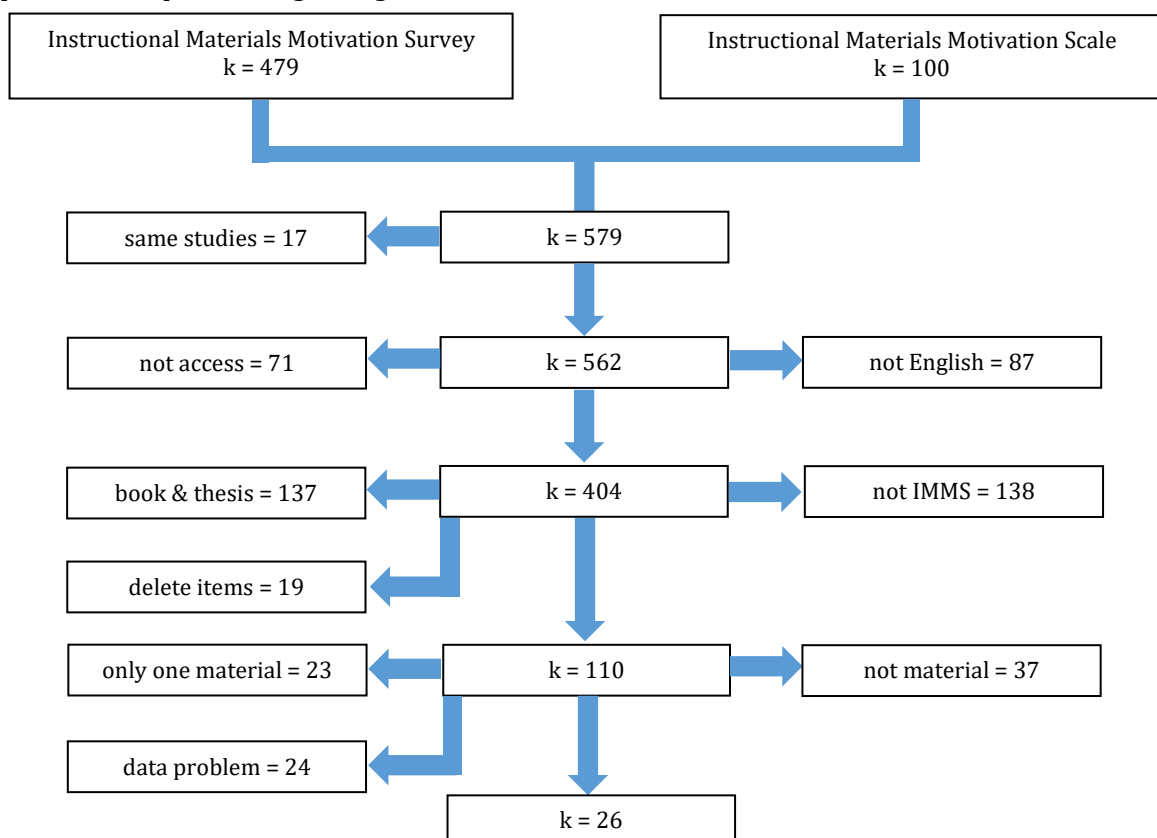 Instructional Materials Motivation Survey
k = 479
Instructional Materials Motivation Scale
k = 100
same studies = 17
k = 579
not access = 71
k = 562
not English = 87
book & thesis = 137
k = 404
not IMMS = 138
delete items = 19
only one material = 23
k = 110
not material = 37
data problem = 24
k = 26